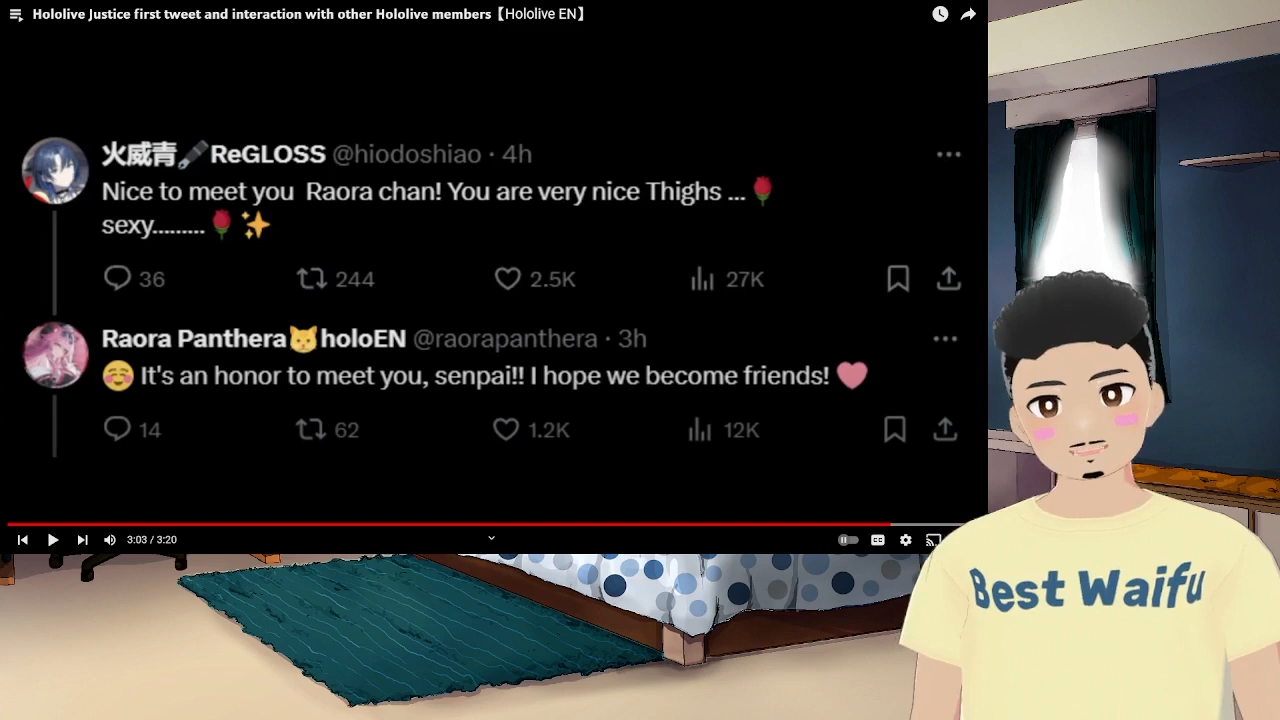 Hololive Justice first tweet and interaction with other Hololive members【Hololive EN】
火威青🖋️ReGLOSS @hiodoshiao · 4h
Nice to meet you Raora chan! You are very nice Thighs ...🌹
sexy.........🌹✨
36 244 2.5K 27K
Raora Panthera🐱holoEN @raorapanthera · 3h
☺️ It's an honor to meet you, senpai!! I hope we become friends! 🩷
14 62 1.2K 12K
3:03 / 3:20
CC
Best Waifu